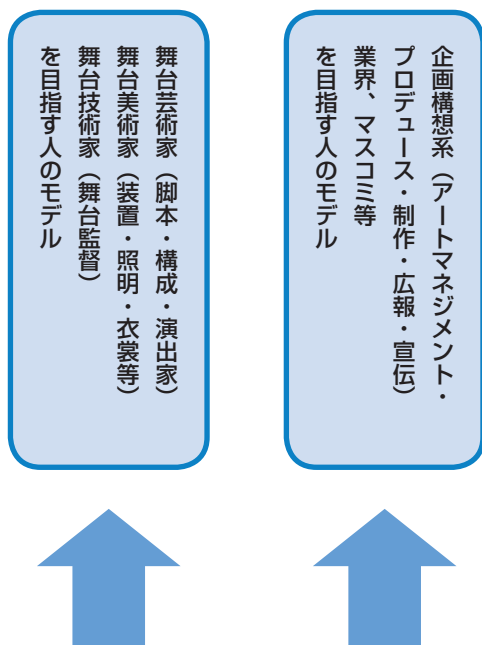 企画構想系（アートマネジメント・
プロデュース・制作・広報・宣伝）
業界、マスコミ等
を目指す人のモデル
舞台芸術家（脚本・構成・演出家）
舞台美術家（装置・照明・衣裳等）
舞台技術家（舞台監督）
を目指す人のモデル